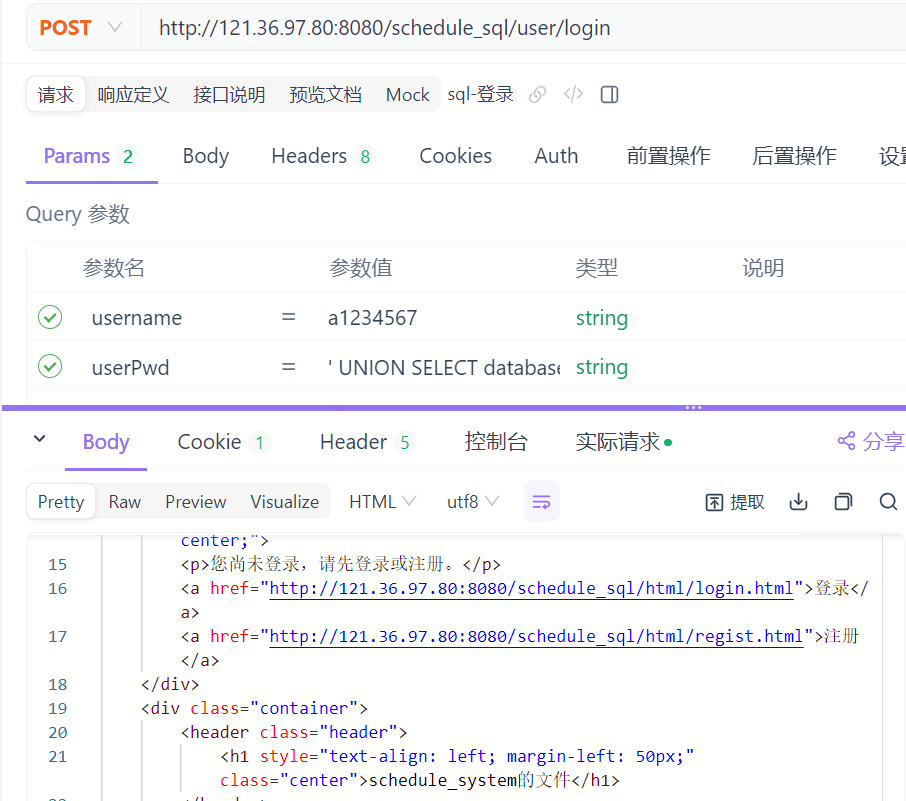 POST http://121.36.97.80:8080/schedule_sql/user/login
请求 响应定义 接口说明 预览文档 Mock sql-登录
Params 2 Body Headers 8 Cookies Auth 前置操作 后置操作 设置
Query 参数
参数名 参数值 类型 说明
username = a1234567 string
userPwd = ' UNION SELECT database string
Body Cookie 1 Header 5 控制台 实际请求 分享
Pretty Raw Preview Visualize HTML utf8 提取
center;">
15 <p>您尚未登录，请先登录或注册。</p>
16 <a href="http://121.36.97.80:8080/schedule_sql/html/login.html">登录</
a>
17 <a href="http://121.36.97.80:8080/schedule_sql/html/regist.html">注册
</a>
18 </div>
19 <div class="container">
20 <header class="header">
21 <h1 style="text-align: left; margin-left: 50px;"
class="center">schedule_system的文件</h1>